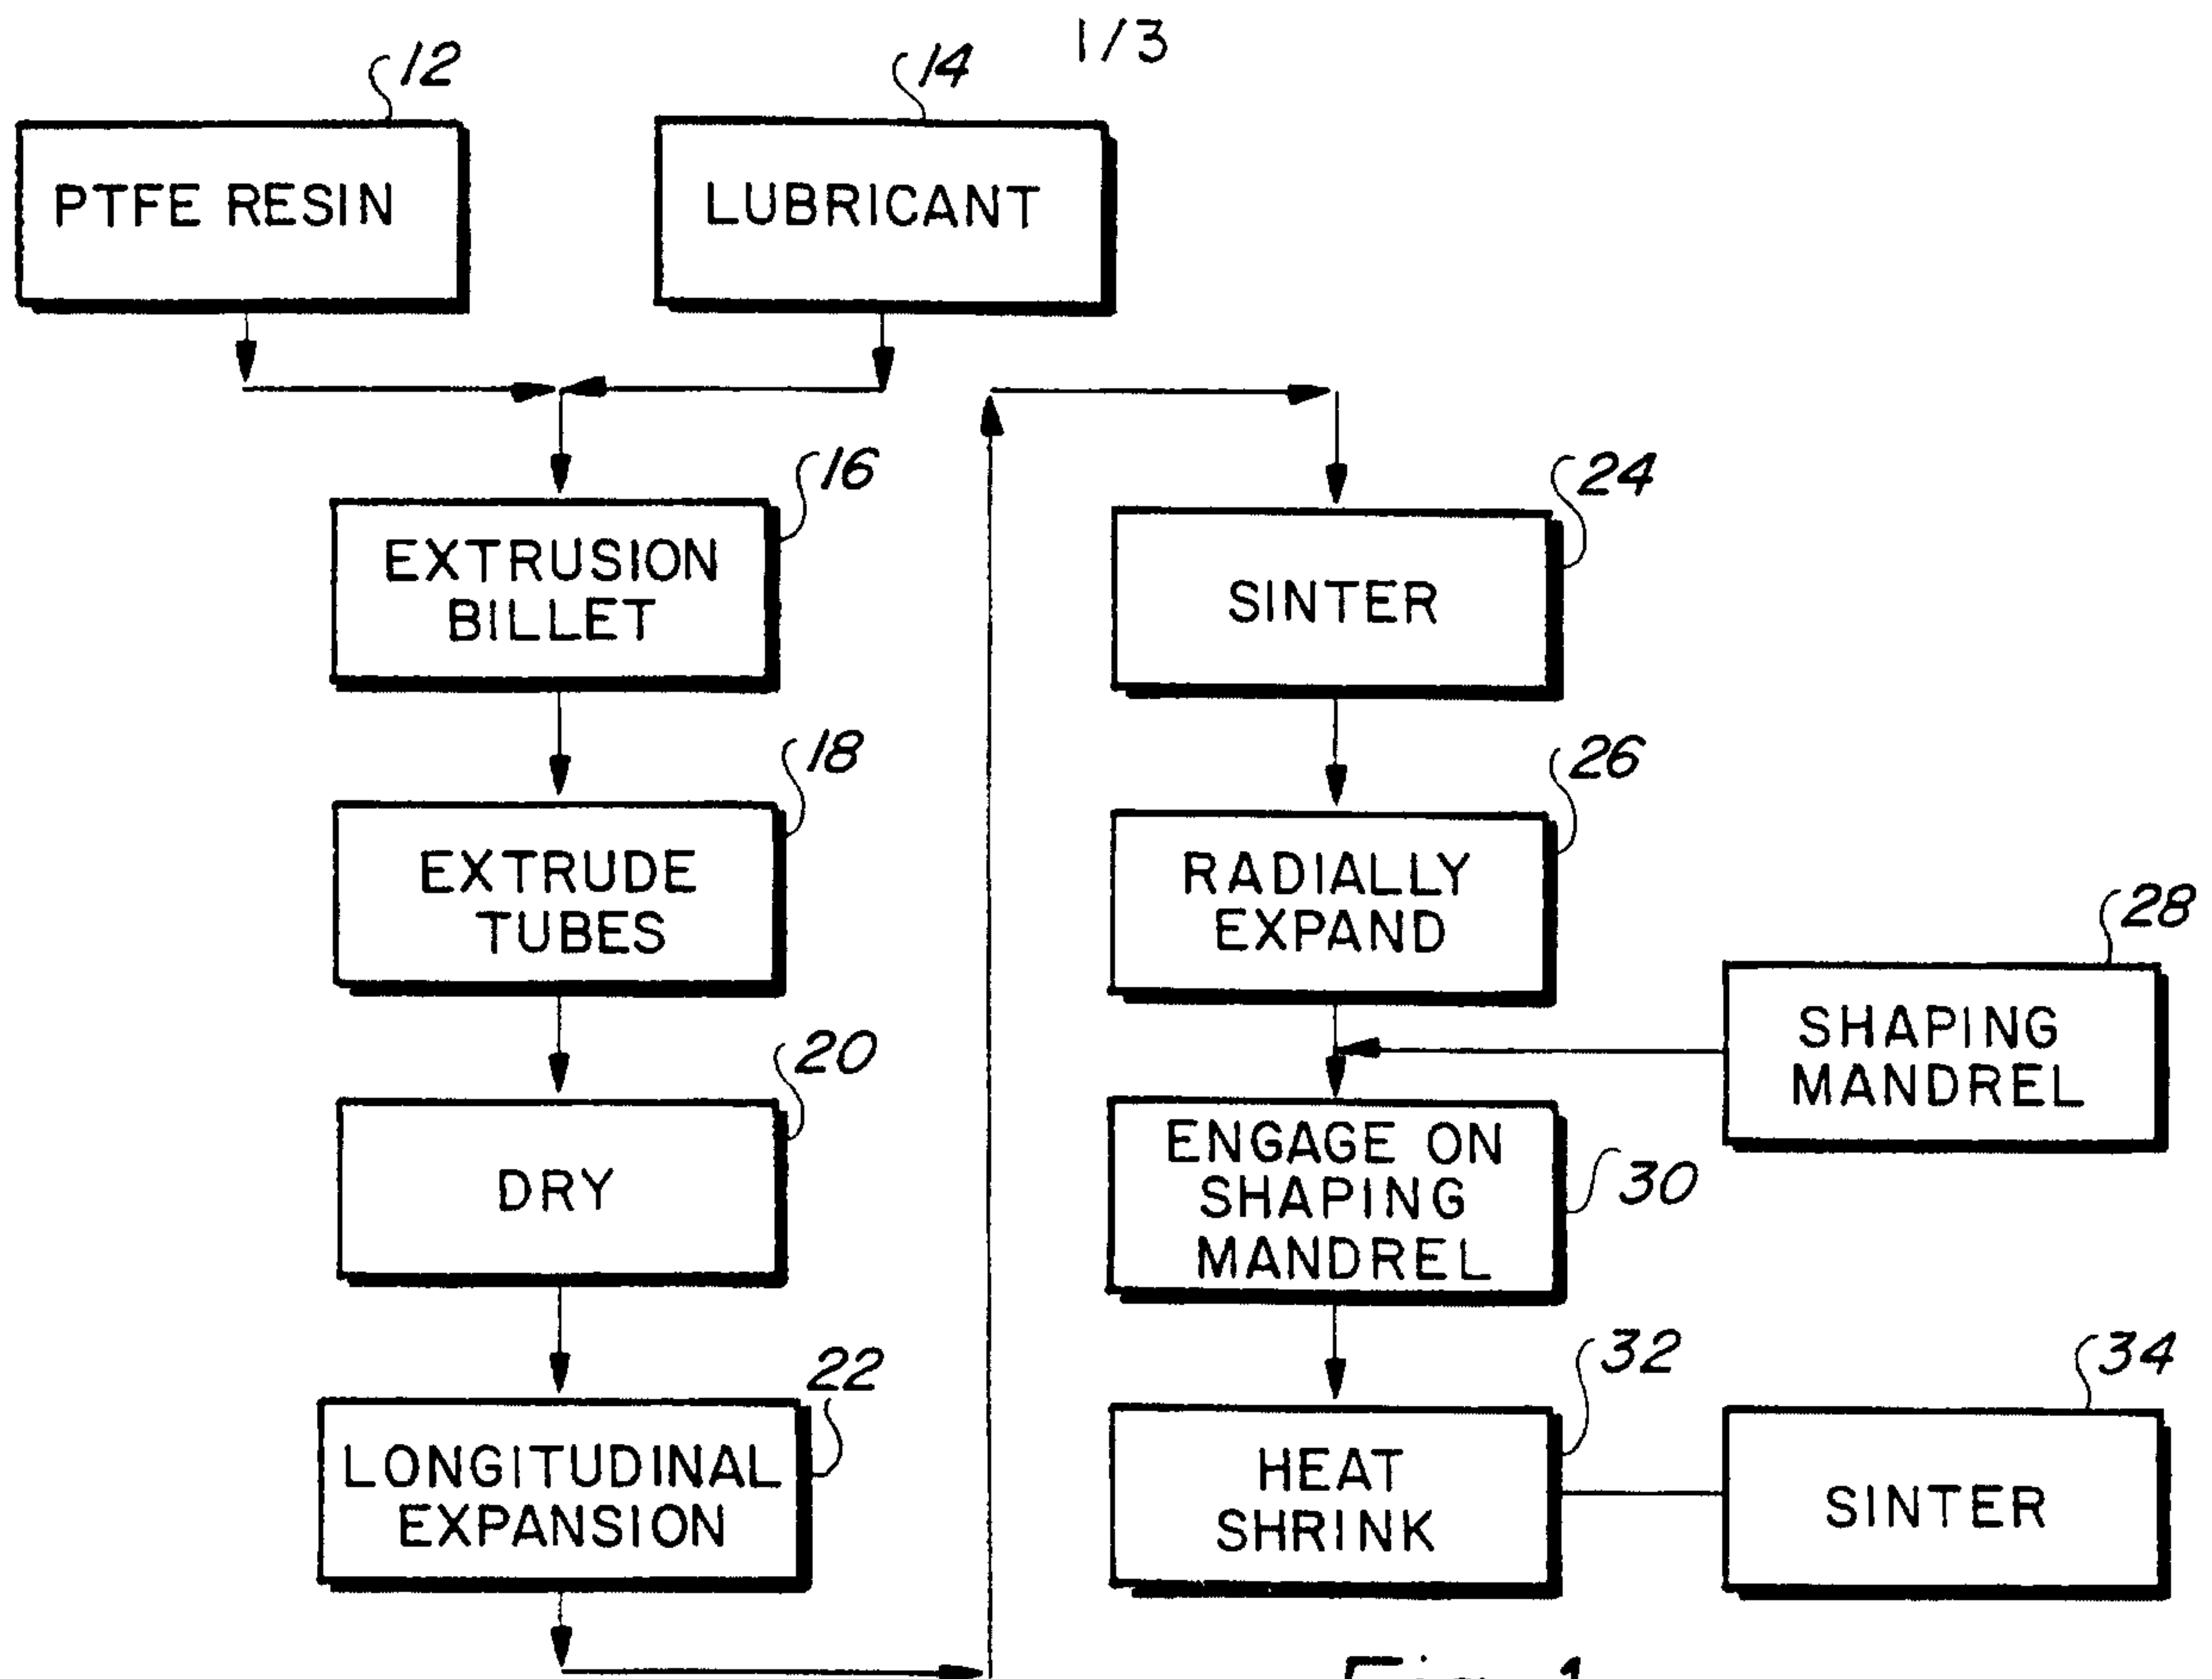 1/3
12
14
PTFE RESIN
LUBRICANT
16
EXTRUSION
BILLET
18
EXTRUDE
TUBES
20
DRY
22
LONGITUDINAL
EXPANSION
24
SINTER
26
RADIALLY
EXPAND
28
SHAPING
MANDREL
30
ENGAGE ON
SHAPING
MANDREL
32
HEAT
SHRINK
34
SINTER